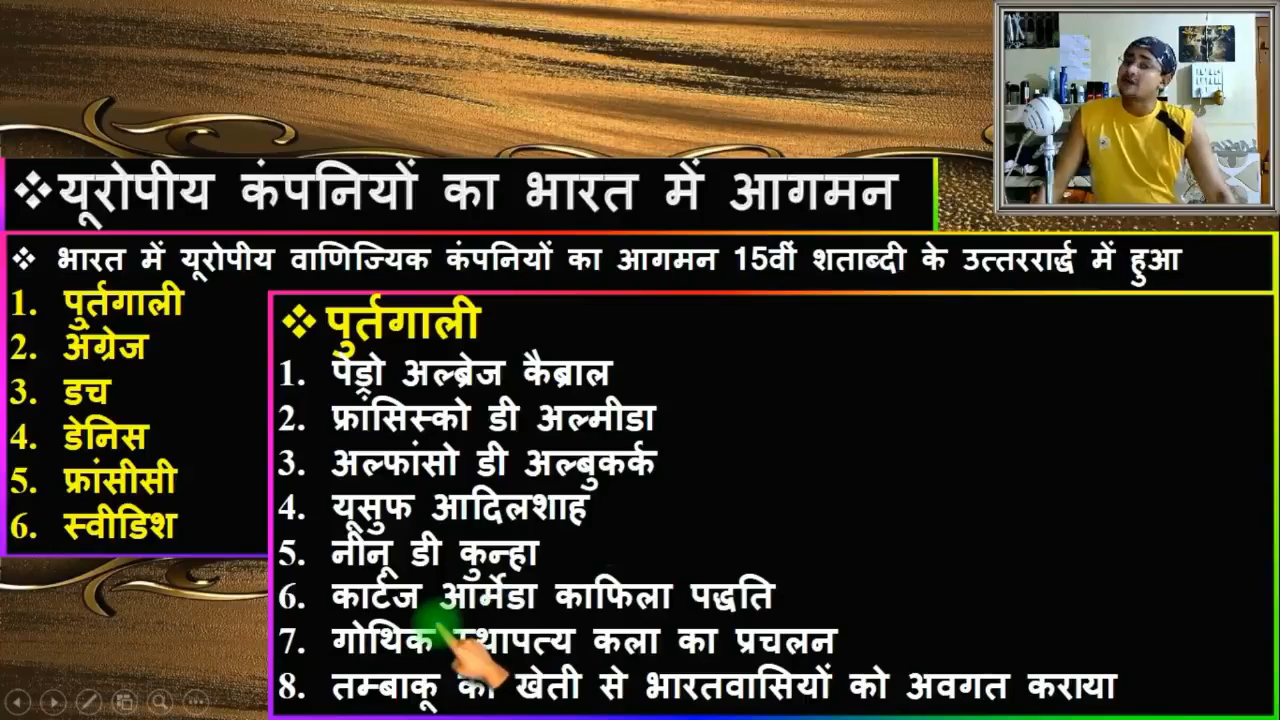 ❖यूरोपीय कंपनियों का भारत में आगमन
❖ भारत में यूरोपीय वाणिज्यिक कंपनियों का आगमन 15वीं शताब्दी के उत्तररार्द्ध में हुआ
1. पुर्तगाली
2. अंग्रेज
3. डच
4. डेनिस
5. फ्रांसीसी
6. स्वीडिश
❖ पुर्तगाली
1. पेड्रो अल्ब्रेज कैब्राल
2. फ्रांसिस्को डी अल्मीडा
3. अल्फांसो डी अल्बुकर्क
4. यूसुफ आदिलशाह
5. नीनू डी कुन्हा
6. कार्टज आर्मेडा काफिला पद्धति
7. गोथिक स्थापत्य कला का प्रचलन
8. तम्बाकू की खेती से भारतवासियों को अवगत कराया